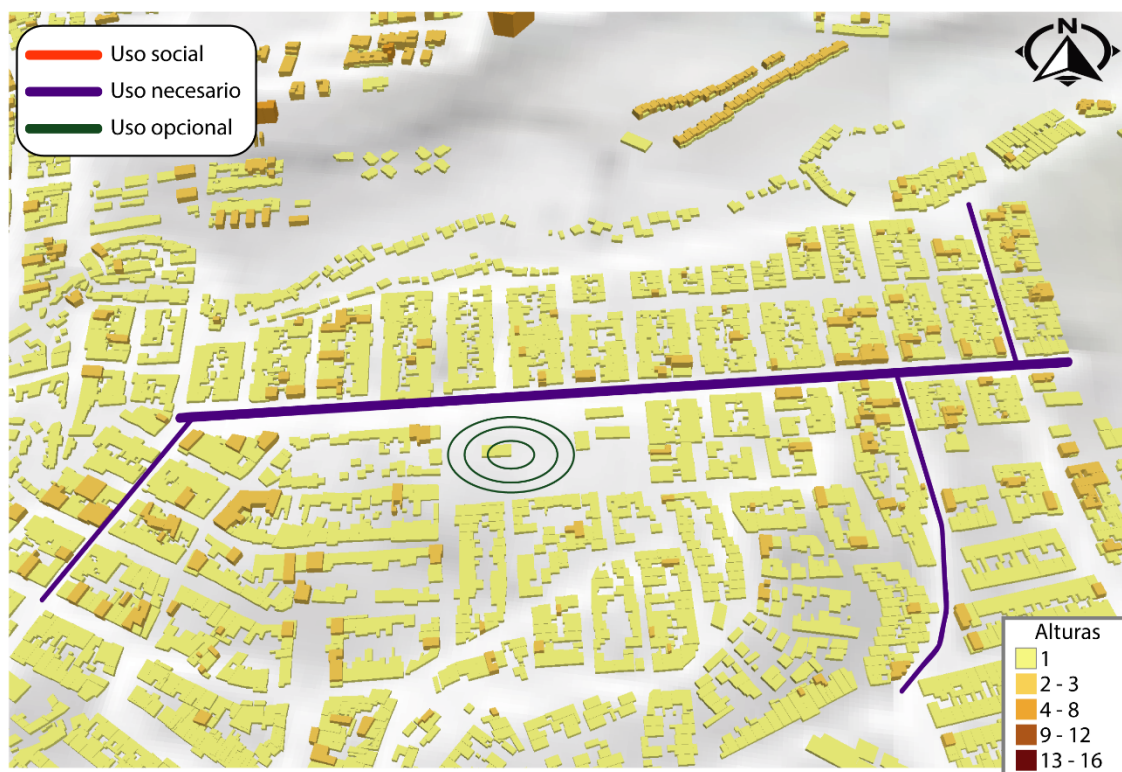 Uso social
Uso necesario
Uso opcional
N
Alturas
1
2 - 3
4 - 8
9 - 12
13 - 16